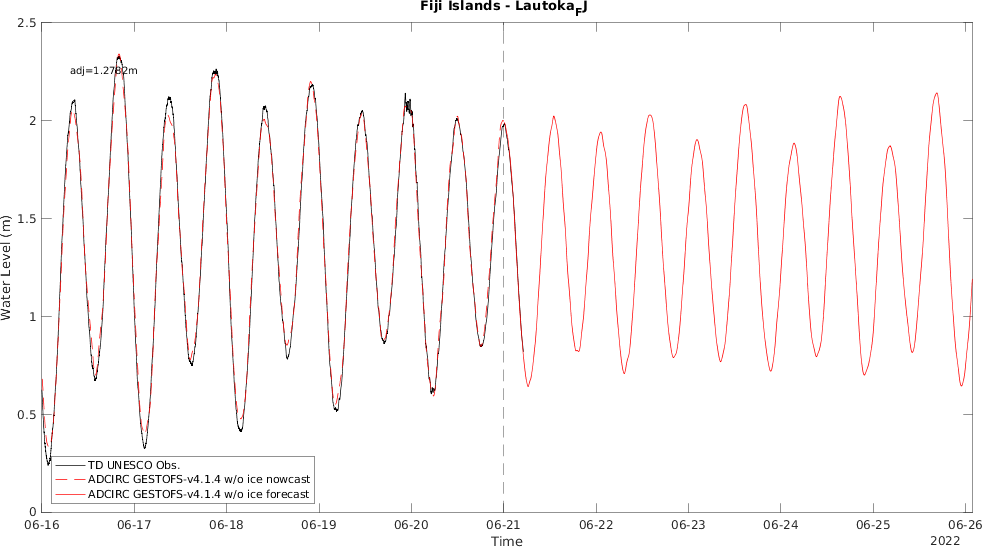 Fiji Islands - Lautoka_FJ
2.5
adj=1.2782m
2
1.5
Water Level (m)
1
0.5
TD UNESCO Obs.
ADCIRC GESTOFS-v4.1.4 w/o ice nowcast
ADCIRC GESTOFS-v4.1.4 w/o ice forecast
0
06-16 06-17 06-18 06-19 06-20 06-21 06-22 06-23 06-24 06-25 06-26
Time
2022